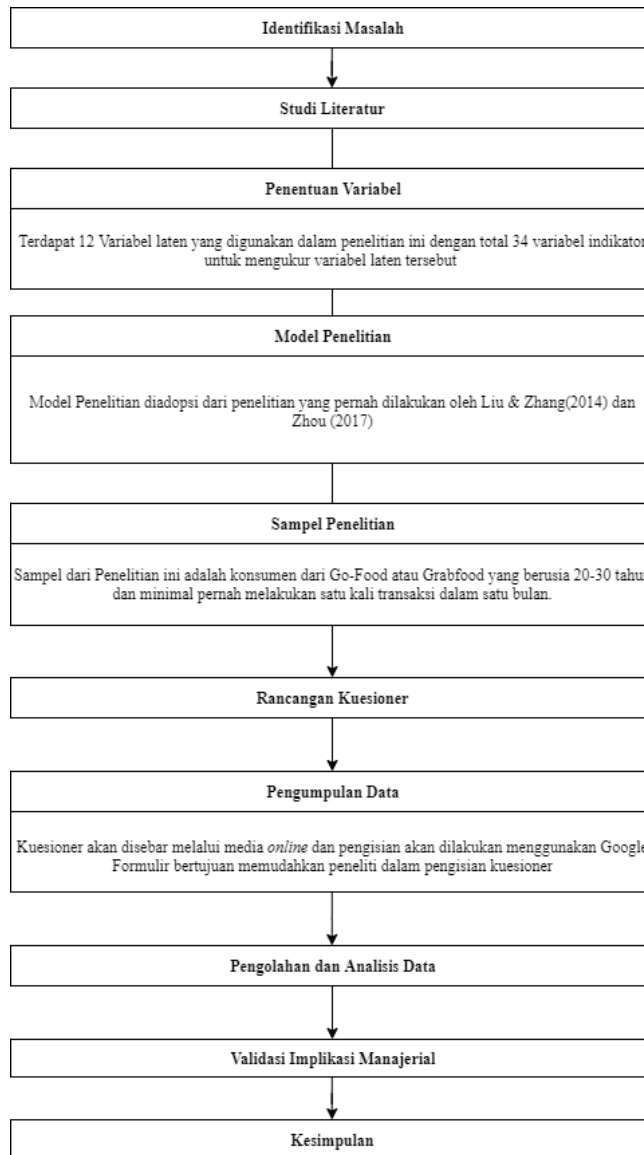 Identifikasi Masalah
Studi Literatur
Penentuan Variabel
Terdapat 12 Variabel laten yang digunakan dalam penelitian ini dengan total 34 variabel indikator
untuk mengukur variabel laten tersebut
Model Penelitian
Model Penelitian diadopsi dari penelitian yang pernah dilakukan oleh Liu & Zhang(2014) dan
Zhou (2017)
Sampel Penelitian
Sampel dari Penelitian ini adalah konsumen dari Go-Food atau Grabfood yang berusia 20-30 tahun
dan minimal pernah melakukan satu kali transaksi dalam satu bulan.
Rancangan Kuesioner
Pengumpulan Data
Kuesioner akan disebar melalui media online dan pengisian akan dilakukan menggunakan Google
Formulir bertujuan memudahkan peneliti dalam pengisian kuesioner
Pengolahan dan Analisis Data
Validasi Implikasi Manajerial
Kesimpulan